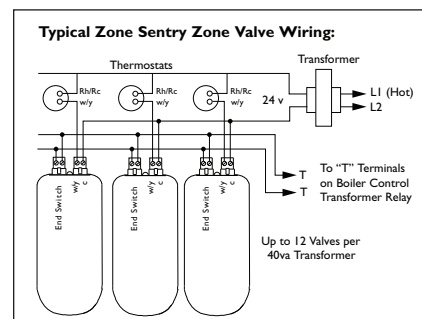 Typical Zone Sentry Zone Valve Wiring:
Thermostats
Transformer
Rh/Rc
w/y
Rh/Rc
w/y
Rh/Rc
w/y
24 v
L1 (Hot)
L2
T
T
To “T” Terminals
on Boiler Control
Transformer Relay
End Switch
w/y
c
End Switch
w/y
c
End Switch
w/y
c
Up to 12 Valves per
40va Transformer